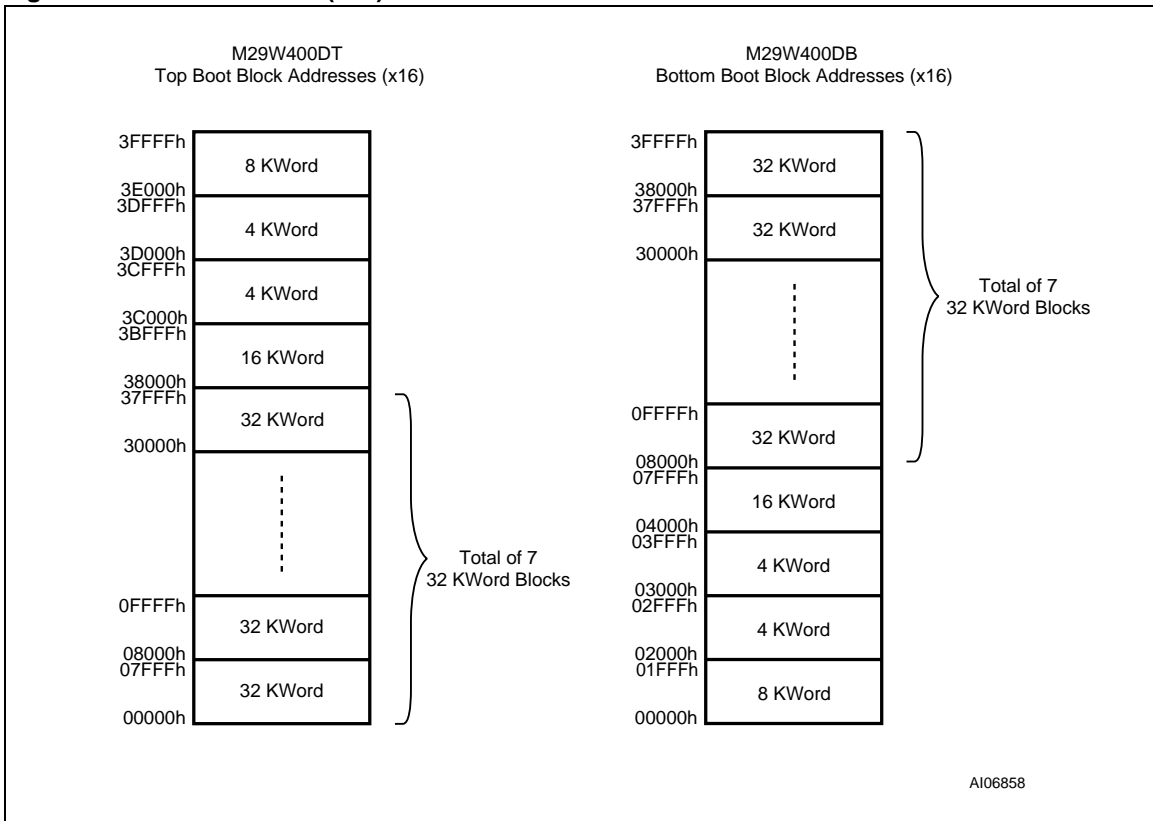 M29W400DT
Top Boot Block Addresses (x16)
3FFFFh
8 KWord
3E000h
3DFFFh
4 KWord
3D000h
3CFFFh
4 KWord
3C000h
3BFFFh
16 KWord
38000h
37FFFh
32 KWord
30000h
Total of 7
32 KWord Blocks
0FFFFh
32 KWord
08000h
07FFFh
32 KWord
00000h
M29W400DB
Bottom Boot Block Addresses (x16)
3FFFFh
32 KWord
38000h
37FFFh
32 KWord
30000h
Total of 7
32 KWord Blocks
0FFFFh
32 KWord
08000h
07FFFh
16 KWord
04000h
03FFFh
4 KWord
03000h
02FFFh
4 KWord
02000h
01FFFh
8 KWord
00000h
AI06858